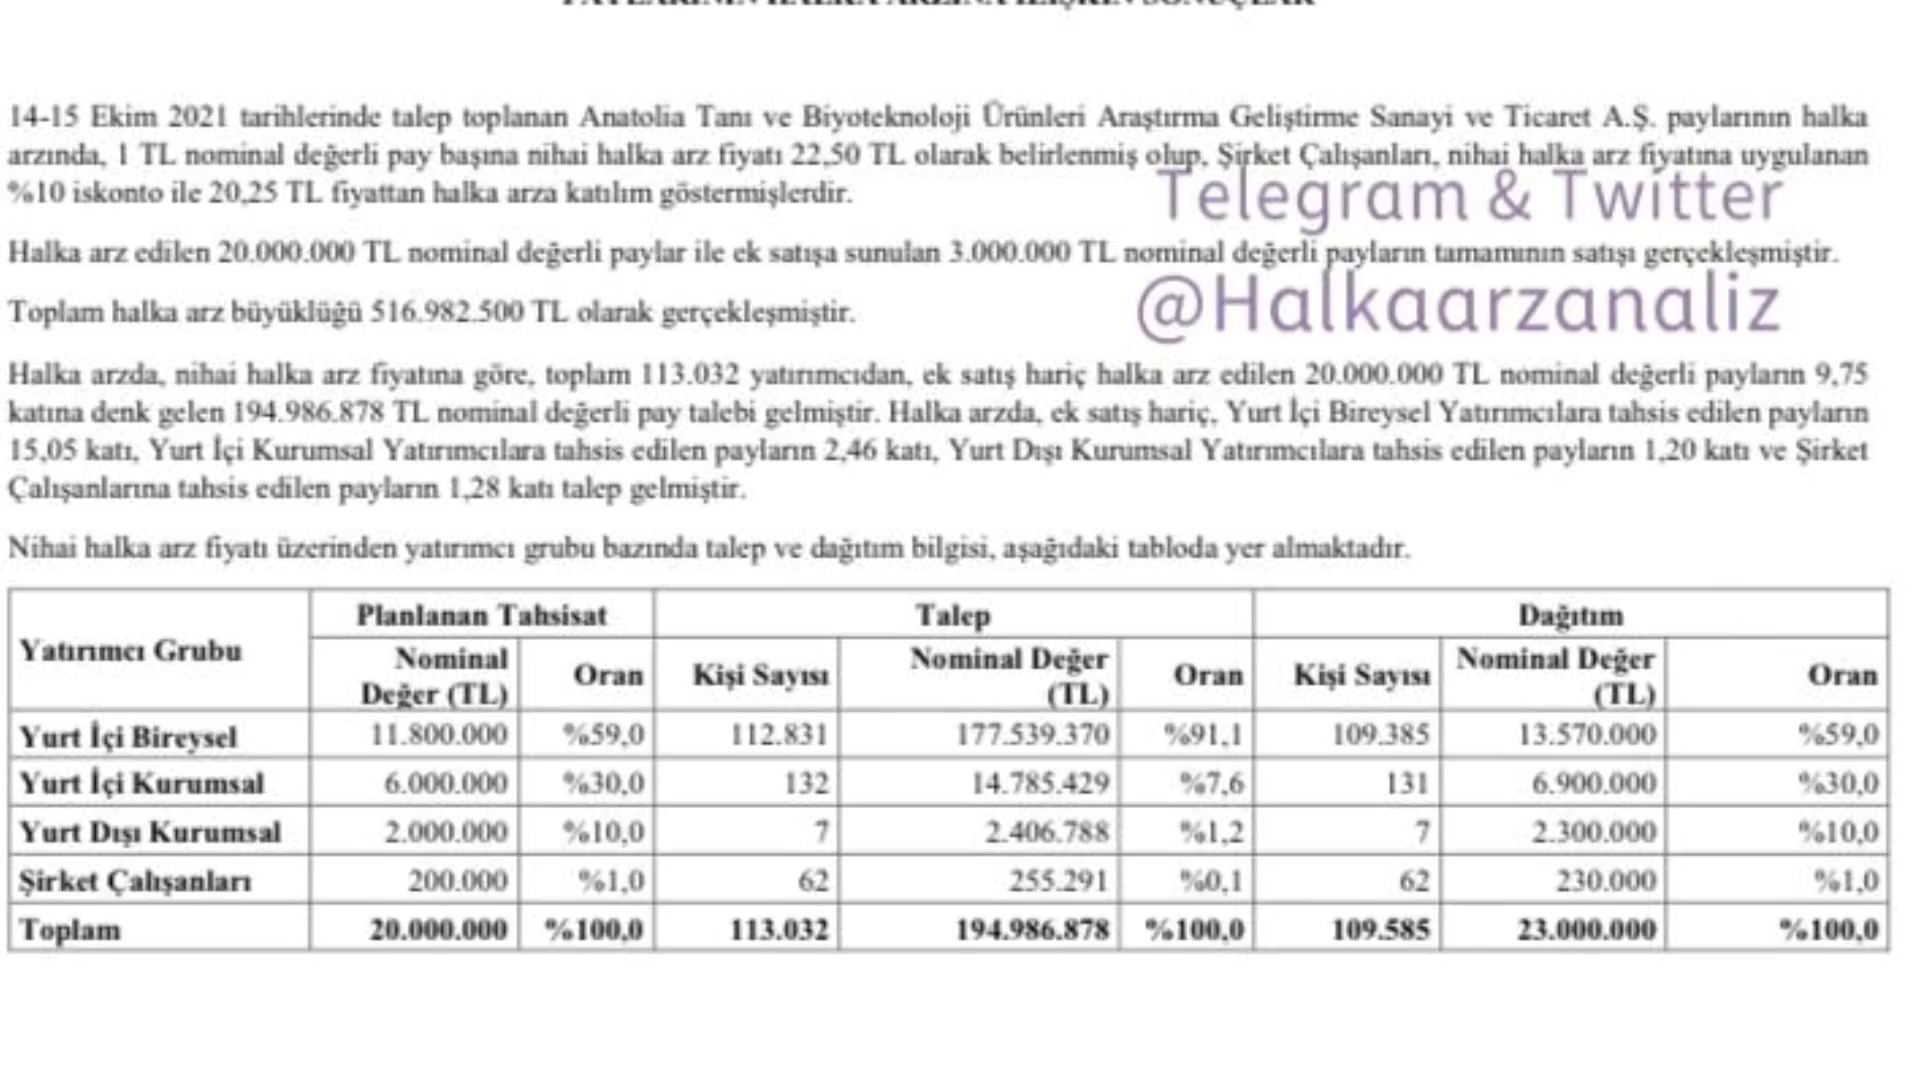 PAYLARININ HALKA ARZINA İLİŞKİN SONUÇLAR
14-15 Ekim 2021 tarihlerinde talep toplanan Anatolia Tanı ve Biyoteknoloji Ürünleri Araştırma Geliştirme Sanayi ve Ticaret A.Ş. paylarının halka
arzında, 1 TL nominal değerli pay başına nihai halka arz fiyatı 22,50 TL olarak belirlenmiş olup, Şirket Çalışanları, nihai halka arz fiyatına uygulanan
%10 iskonto ile 20,25 TL fiyattan halka arza katılım göstermişlerdir.
Telegram & Twitter
Halka arz edilen 20.000.000 TL nominal değerli paylar ile ek satışa sunulan 3.000.000 TL nominal değerli payların tamamının satışı gerçekleşmiştir.
@Halkaarzanaliz
Toplam halka arz büyüklüğü 516.982.500 TL olarak gerçekleşmiştir.
Halka arzda, nihai halka arz fiyatına göre, toplam 113.032 yatırımcıdan, ek satış hariç halka arz edilen 20.000.000 TL nominal değerli payların 9,75
katına denk gelen 194.986.878 TL nominal değerli pay talebi gelmiştir. Halka arzda, ek satış hariç, Yurt İçi Bireysel Yatırımcılara tahsis edilen payların
15,05 katı, Yurt İçi Kurumsal Yatırımcılara tahsis edilen payların 2,46 katı, Yurt Dışı Kurumsal Yatırımcılara tahsis edilen payların 1,20 katı ve Şirket
Çalışanlarına tahsis edilen payların 1,28 katı talep gelmiştir.
Nihai halka arz fiyatı üzerinden yatırımcı grubu bazında talep ve dağıtım bilgisi, aşağıdaki tabloda yer almaktadır.
Yatırımcı Grubu Planlanan Tahsisat Talep Dağıtım
Nominal Değer (TL) Oran Kişi Sayısı Nominal Değer (TL) Oran Kişi Sayısı Nominal Değer (TL) Oran
Yurt İçi Bireysel 11.800.000 %59,0 112.831 177.539.370 %91,1 109.385 13.570.000 %59,0
Yurt İçi Kurumsal 6.000.000 %30,0 132 14.785.429 %7,6 131 6.900.000 %30,0
Yurt Dışı Kurumsal 2.000.000 %10,0 7 2.406.788 %1,2 7 2.300.000 %10,0
Şirket Çalışanları 200.000 %1,0 62 255.291 %0,1 62 230.000 %1,0
Toplam 20.000.000 %100,0 113.032 194.986.878 %100,0 109.585 23.000.000 %100,0